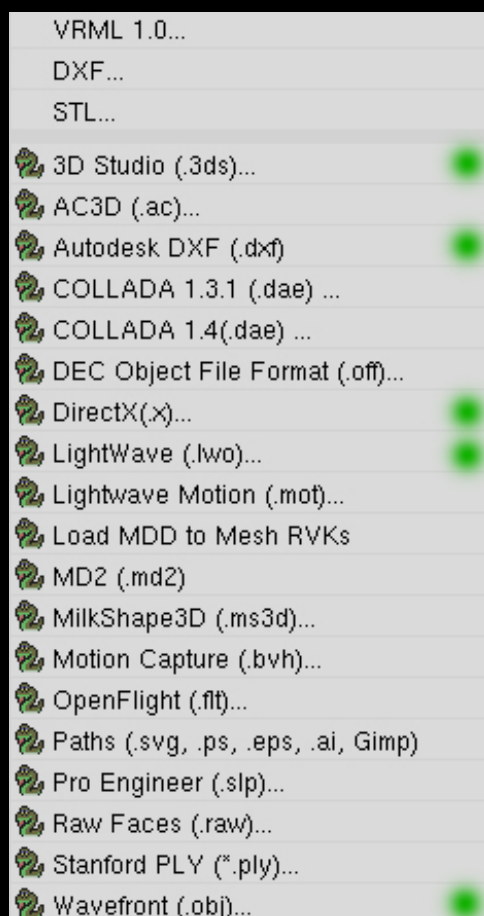 VRML 1.0...
DXF...
STL...
3D Studio (.3ds)...
AC3D (.ac)...
Autodesk DXF (.dxf)
COLLADA 1.3.1 (.dae) ...
COLLADA 1.4(.dae) ...
DEC Object File Format (.off)...
DirectX(.x)...
LightWave (.lwo)...
Lightwave Motion (.mot)...
Load MDD to Mesh RVKs
MD2 (.md2)
MilkShape3D (.ms3d)...
Motion Capture (.bvh)...
OpenFlight (.flt)...
Paths (.svg, .ps, .eps, .ai, Gimp)
Pro Engineer (.slp)...
Raw Faces (.raw)...
Stanford PLY (*.ply)...
Wavefront (.obj)...